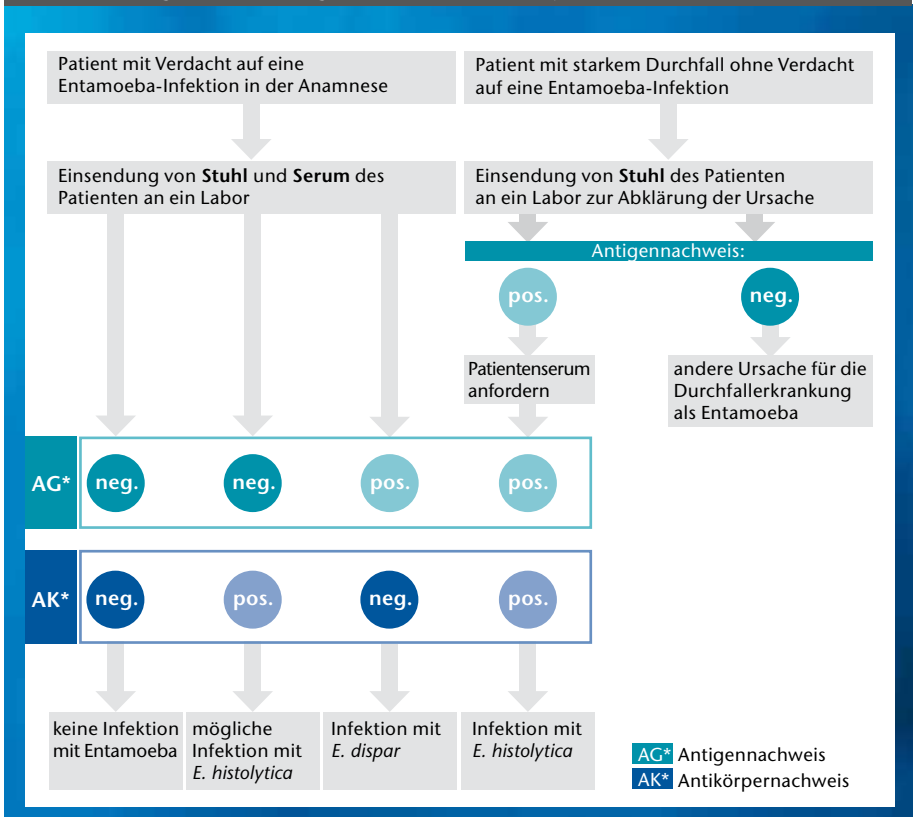 Patient mit Verdacht auf eine
Entamoeba-Infektion in der Anamnese
Patient mit starkem Durchfall ohne Verdacht
auf eine Entamoeba-Infektion
Einsendung von Stuhl und Serum des
Patienten an ein Labor
Einsendung von Stuhl des Patienten
an ein Labor zur Abklärung der Ursache
Antigennachweis:
pos.
neg.
Patientenserum
anfordern
andere Ursache für die
Durchfallerkrankung
als Entamoeba
AG* neg. neg. pos. pos.
AK* neg. pos. neg. pos.
keine Infektion
mit Entamoeba
mögliche
Infektion mit
E. histolytica
Infektion mit
E. dispar
Infektion mit
E. histolytica
AG* Antigennachweis
AK* Antikörpernachweis